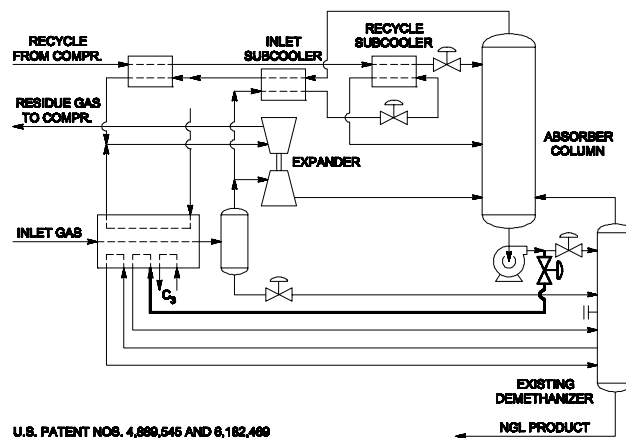 RECYCLE
FROM COMPR.
INLET
SUBCOOLER
RECYCLE
SUBCOOLER
RESIDUE GAS
TO COMPR.
EXPANDER
ABSORBER
COLUMN
INLET GAS
C3
EXISTING
DEMETHANIZER
NGL PRODUCT
U.S. PATENT NOS. 4,889,545 AND 6,182,469